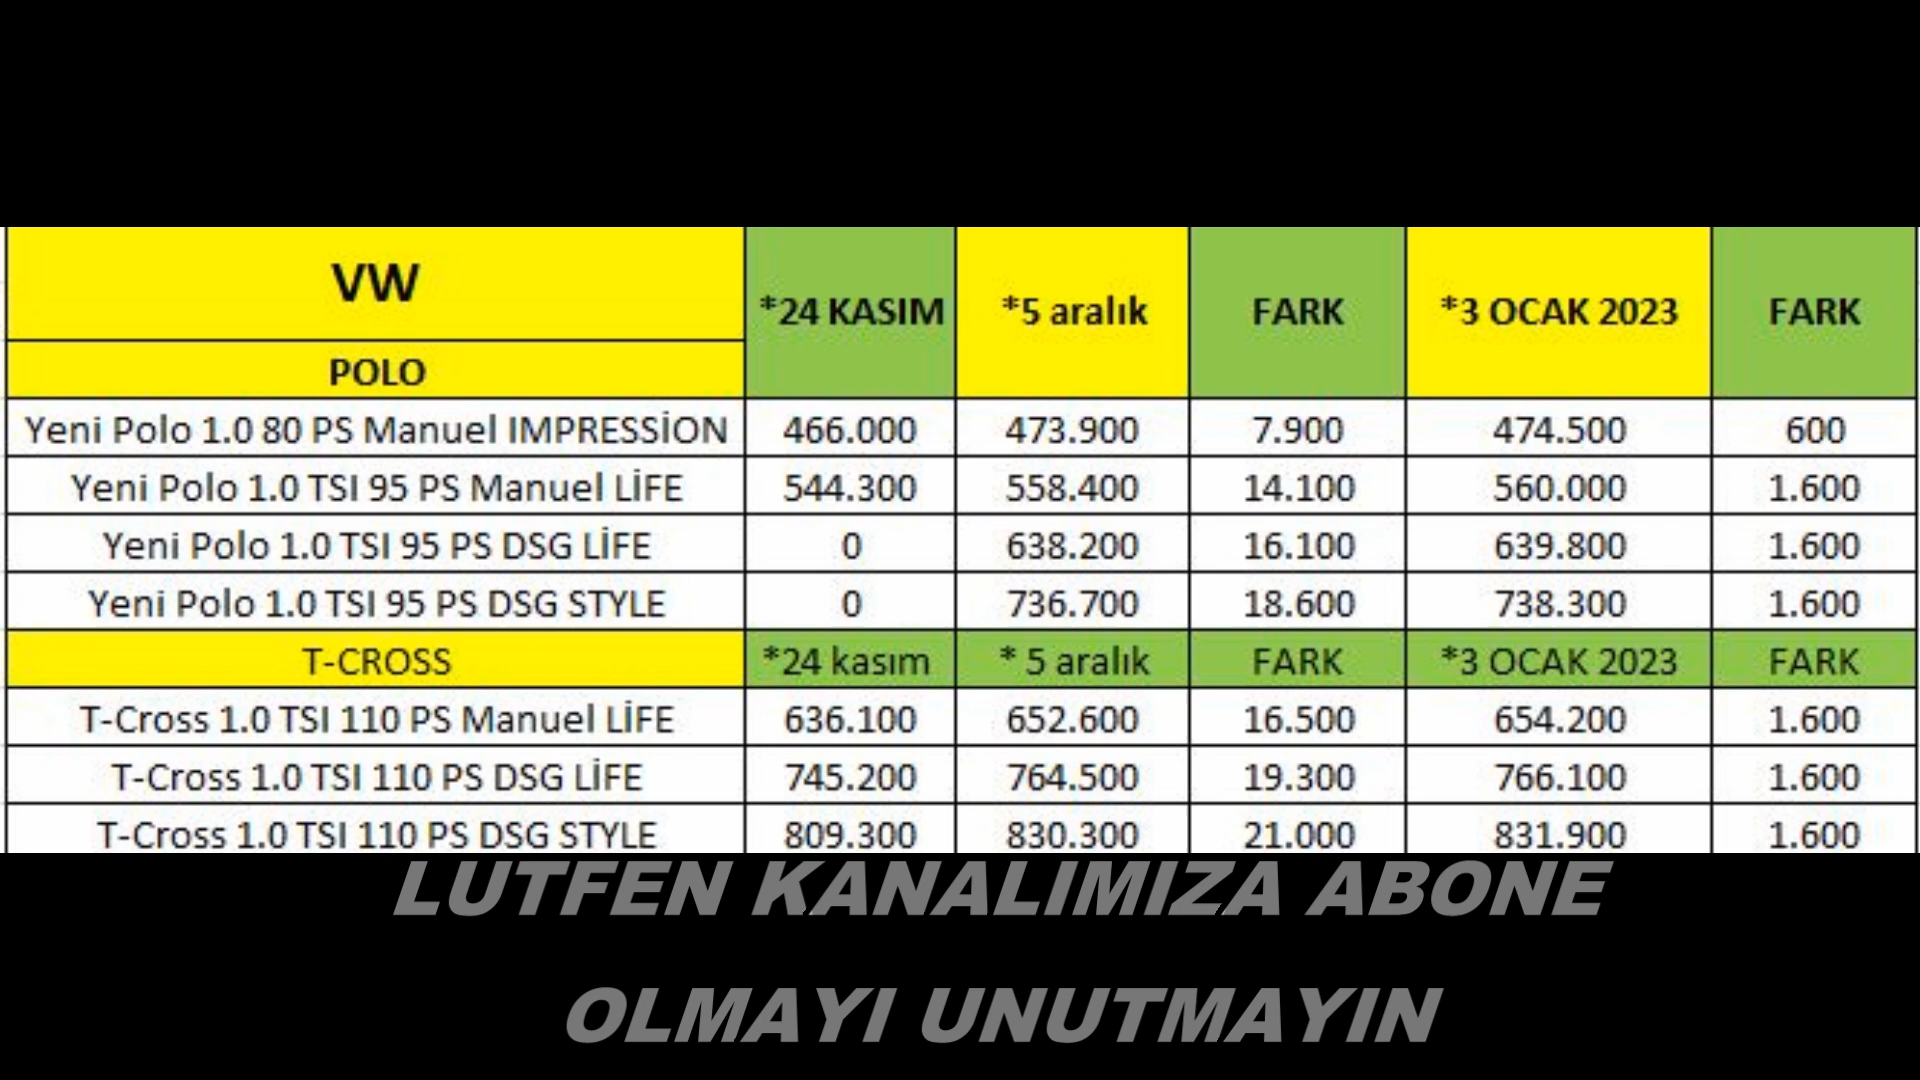 VW *24 KASIM *5 aralık FARK *3 OCAK 2023 FARK
POLO
Yeni Polo 1.0 80 PS Manuel IMPRESSİON 466.000 473.900 7.900 474.500 600
Yeni Polo 1.0 TSI 95 PS Manuel LİFE 544.300 558.400 14.100 560.000 1.600
Yeni Polo 1.0 TSI 95 PS DSG LİFE 0 638.200 16.100 639.800 1.600
Yeni Polo 1.0 TSI 95 PS DSG STYLE 0 736.700 18.600 738.300 1.600
T-CROSS *24 kasım * 5 aralık FARK *3 OCAK 2023 FARK
T-Cross 1.0 TSI 110 PS Manuel LİFE 636.100 652.600 16.500 654.200 1.600
T-Cross 1.0 TSI 110 PS DSG LİFE 745.200 764.500 19.300 766.100 1.600
T-Cross 1.0 TSI 110 PS DSG STYLE 809.300 830.300 21.000 831.900 1.600
LUTFEN KANALIMIZA ABONE
OLMAYI UNUTMAYIN